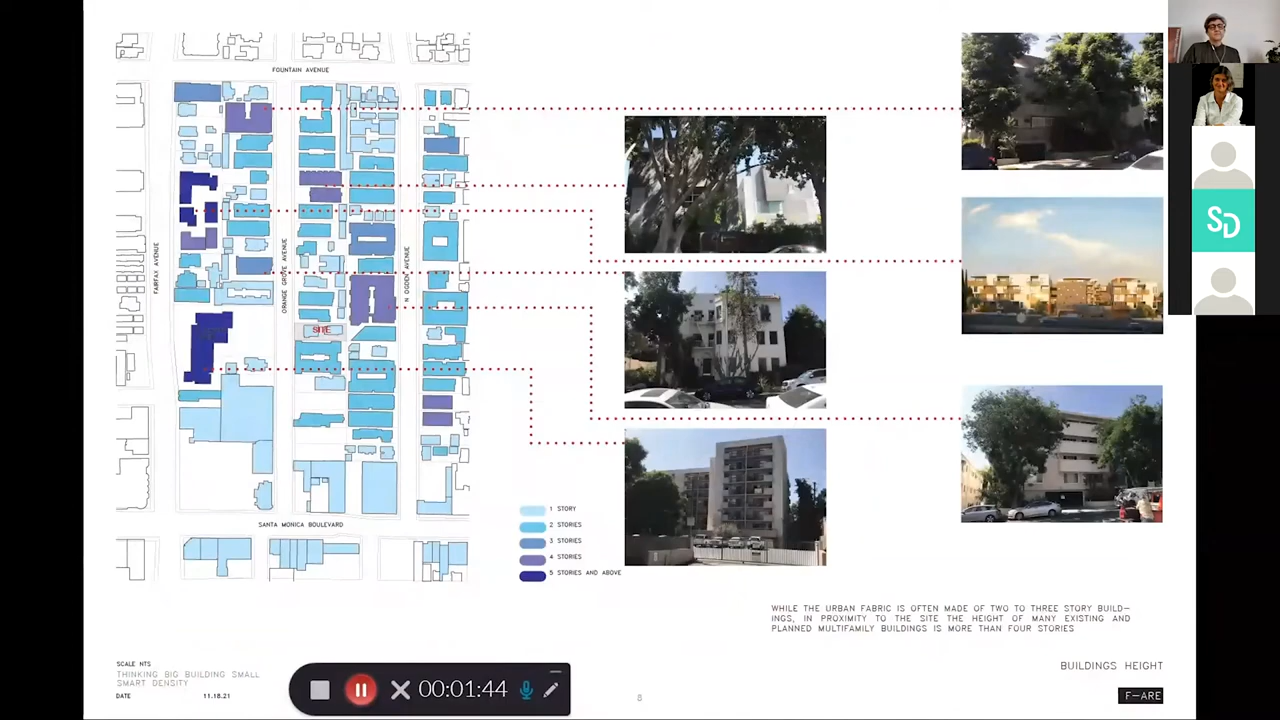 FOUNTAIN AVENUE
FAIRFAX AVENUE
ORANGE GROVE AVENUE
N OGDEN AVENUE
SITE
SANTA MONICA BOULEVARD
1 STORY
2 STORIES
3 STORIES
4 STORIES
5 STORIES AND ABOVE
SD
WHILE THE URBAN FABRIC IS OFTEN MADE OF TWO TO THREE STORY BUILD-
INGS, IN PROXIMITY TO THE SITE THE HEIGHT OF MANY EXISTING AND
PLANNED MULTIFAMILY BUILDINGS IS MORE THAN FOUR STORIES
SCALE NTS
THINKING BIG BUILDING SMALL
SMART DENSITY
DATE 11.18.21
00:01:44
8
BUILDINGS HEIGHT
F-ARE